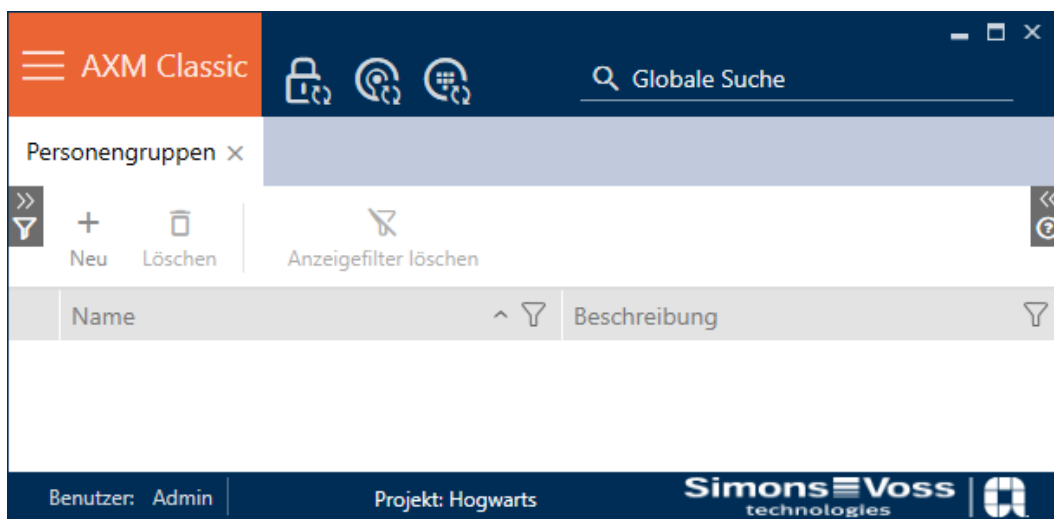 AXM Classic
Globale Suche
Personengruppen
Neu Löschen Anzeigefilter löschen
Name Beschreibung
Benutzer: Admin Projekt: Hogwarts SimonsVoss
technologies